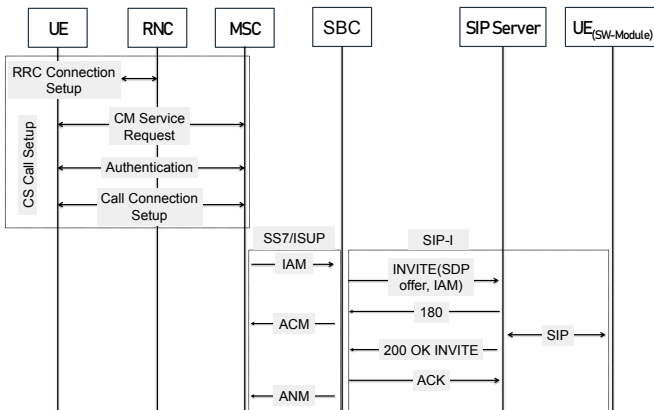 UE
RNC
MSC
SBC
SIP Server
UE(SW-Module)
RRC Connection
Setup
CM Service
Request
CS Call Setup
Authentication
Call Connection
Setup
SS7/ISUP
SIP-I
IAM
INVITE(SDP
offer, IAM)
180
ACM
SIP
200 OK INVITE
ACK
ANM